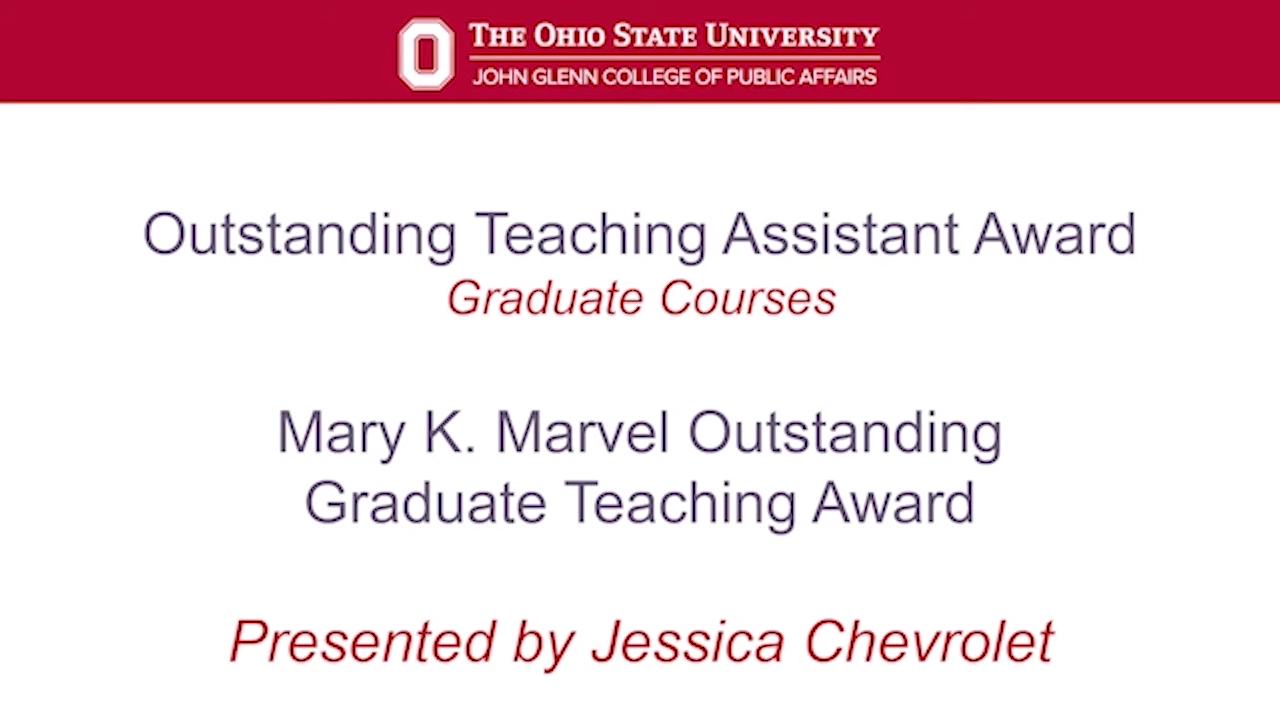 THE OHIO STATE UNIVERSITY
JOHN GLENN COLLEGE OF PUBLIC AFFAIRS
Outstanding Teaching Assistant Award
Graduate Courses
Mary K. Marvel Outstanding
Graduate Teaching Award
Presented by Jessica Chevrolet